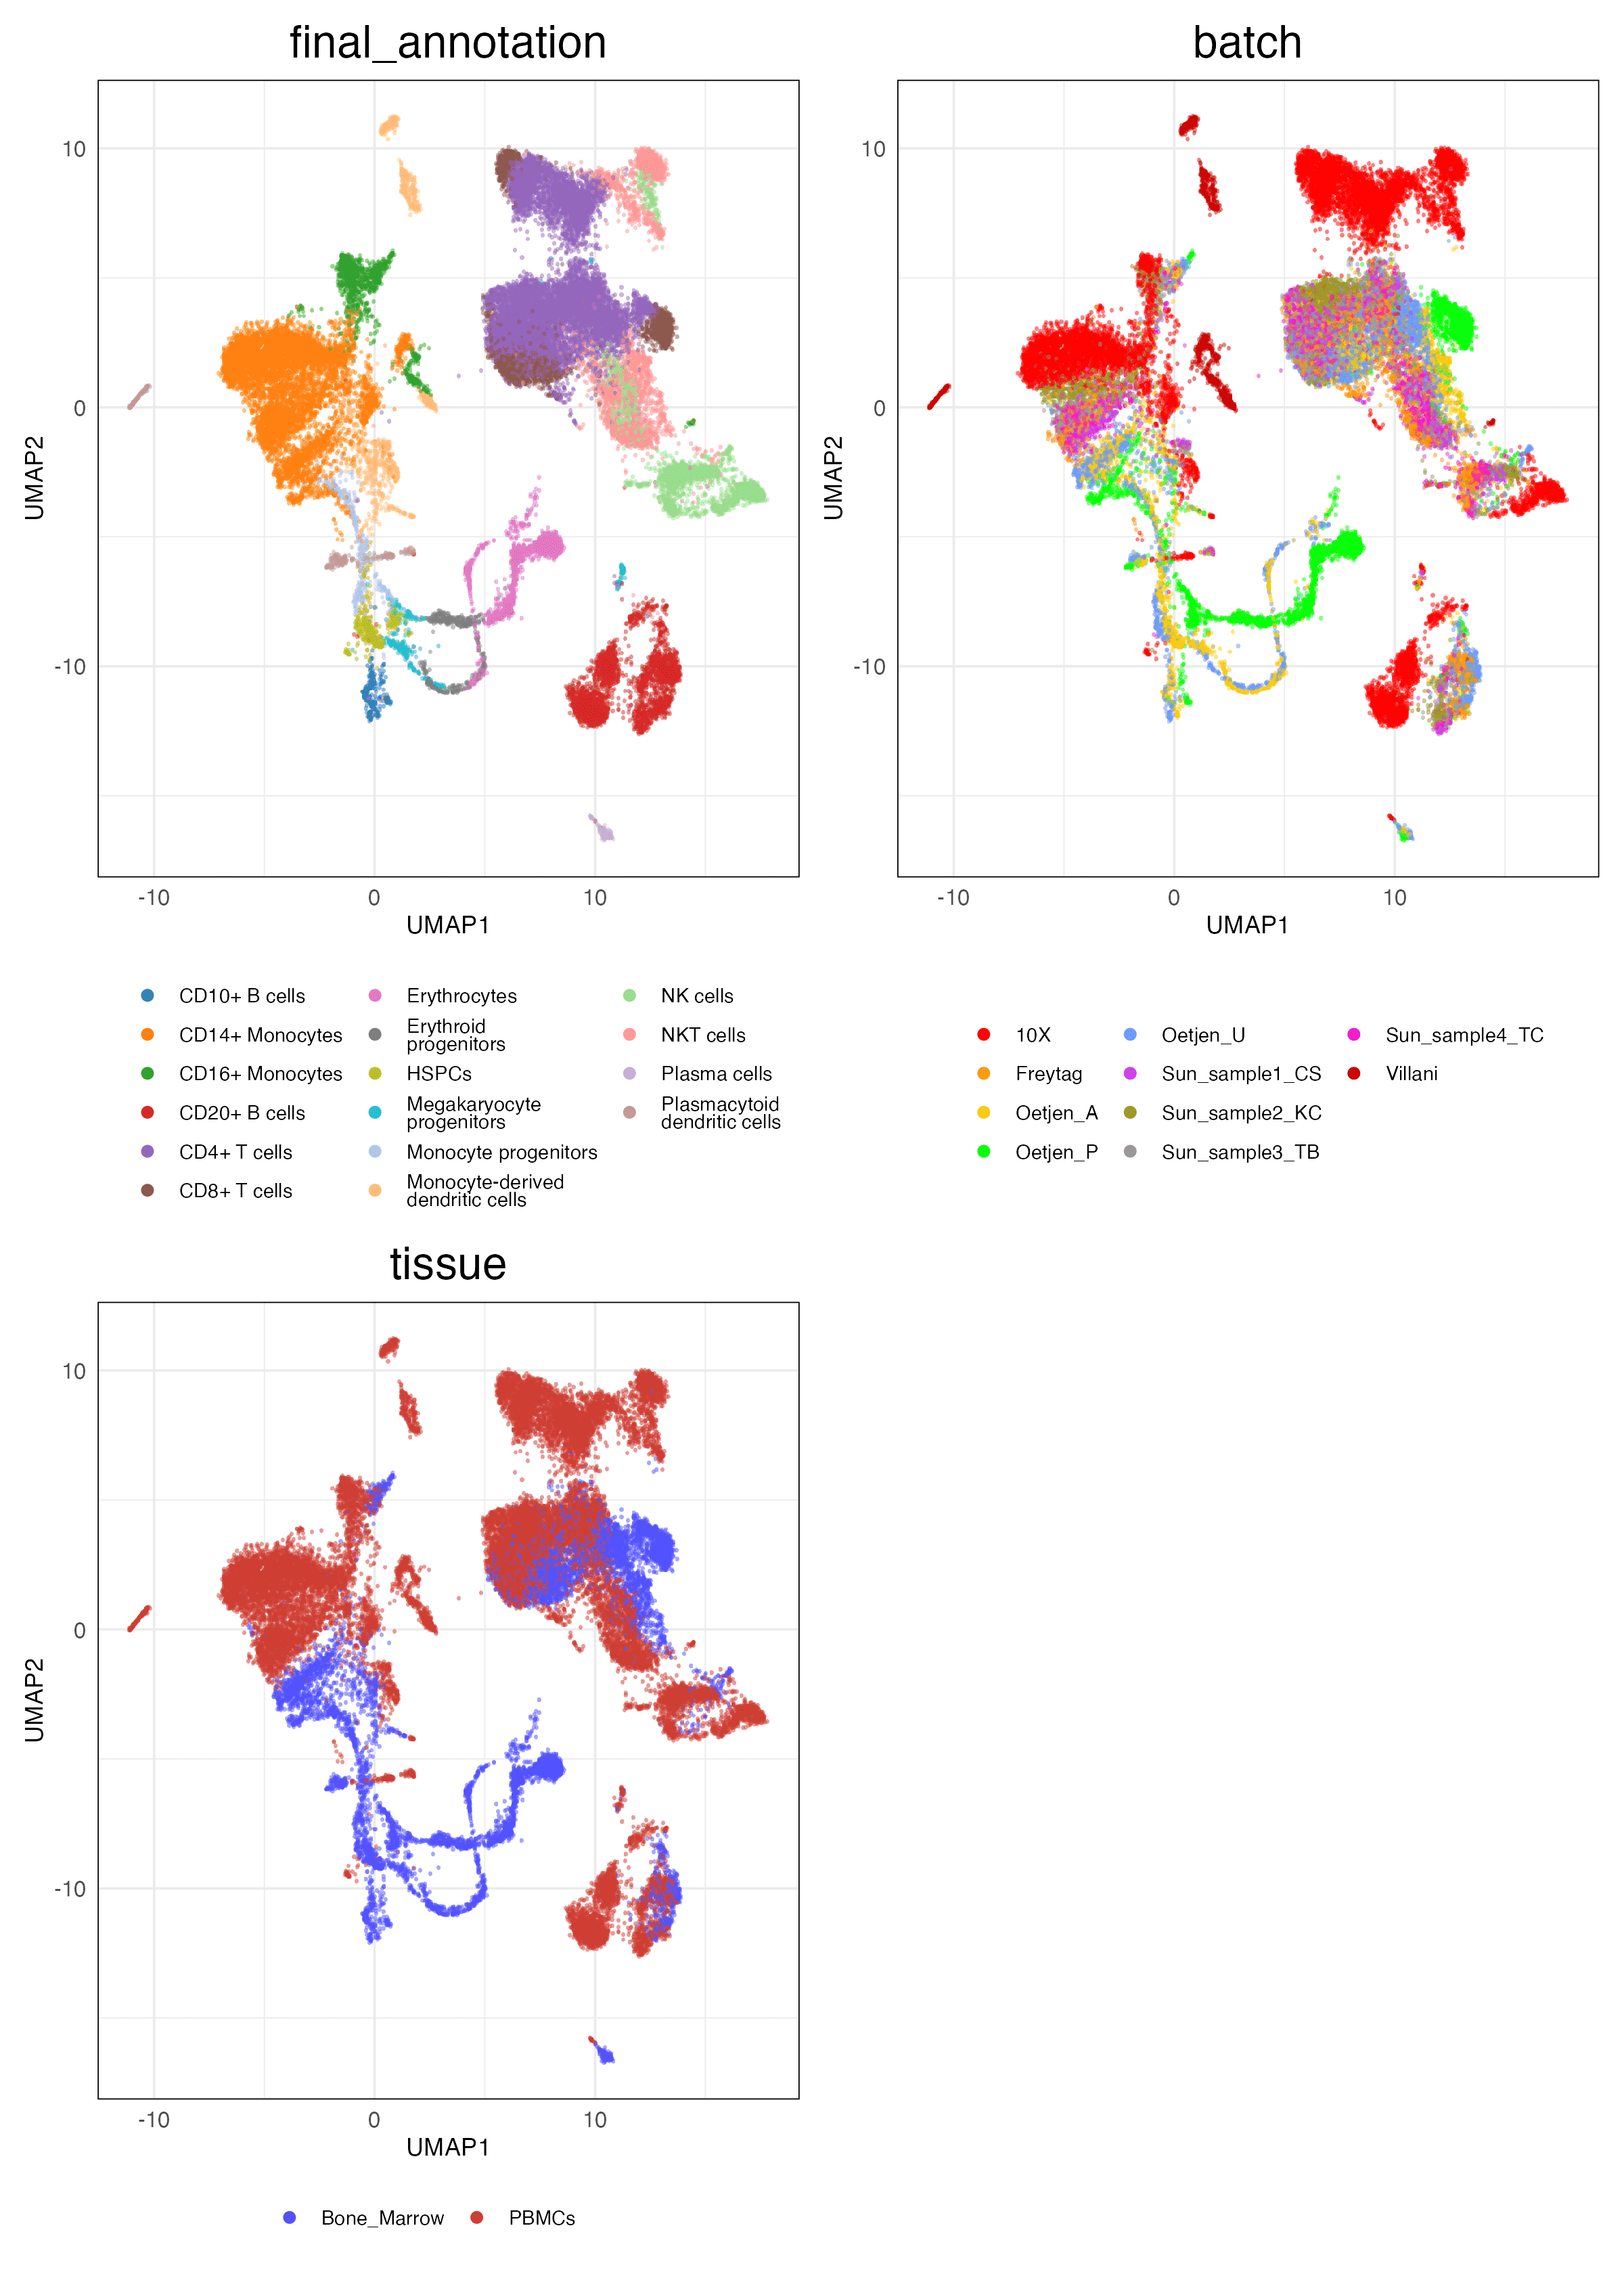 final_annotation
batch
10
0
-10
UMAP2
-10
0
10
UMAP1
10
0
-10
UMAP2
-10
0
10
UMAP1
CD10+ B cells
CD14+ Monocytes
CD16+ Monocytes
CD20+ B cells
CD4+ T cells
CD8+ T cells
Erythrocytes
Erythroid
progenitors
HSPCs
Megakaryocyte
progenitors
Monocyte progenitors
Monocyte-derived
dendritic cells
NK cells
NKT cells
Plasma cells
Plasmacytoid
dendritic cells
10X
Freytag
Oetjen_A
Oetjen_P
Oetjen_U
Sun_sample1_CS
Sun_sample2_KC
Sun_sample3_TB
Sun_sample4_TC
Villani
tissue
10
0
-10
UMAP2
-10
0
10
UMAP1
Bone_Marrow
PBMCs